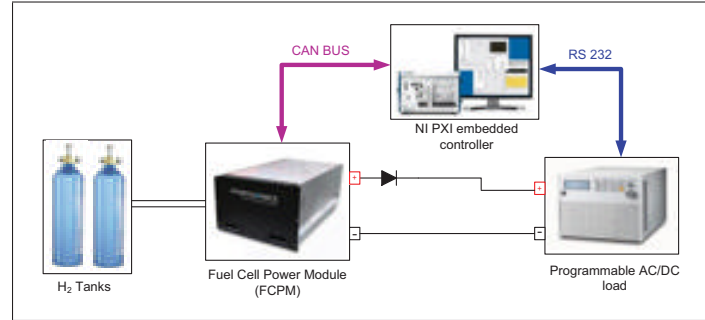 CAN BUS
RS 232
NI PXI embedded
controller
+
+
−
−
H₂ Tanks
Fuel Cell Power Module
(FCPM)
Programmable AC/DC
load